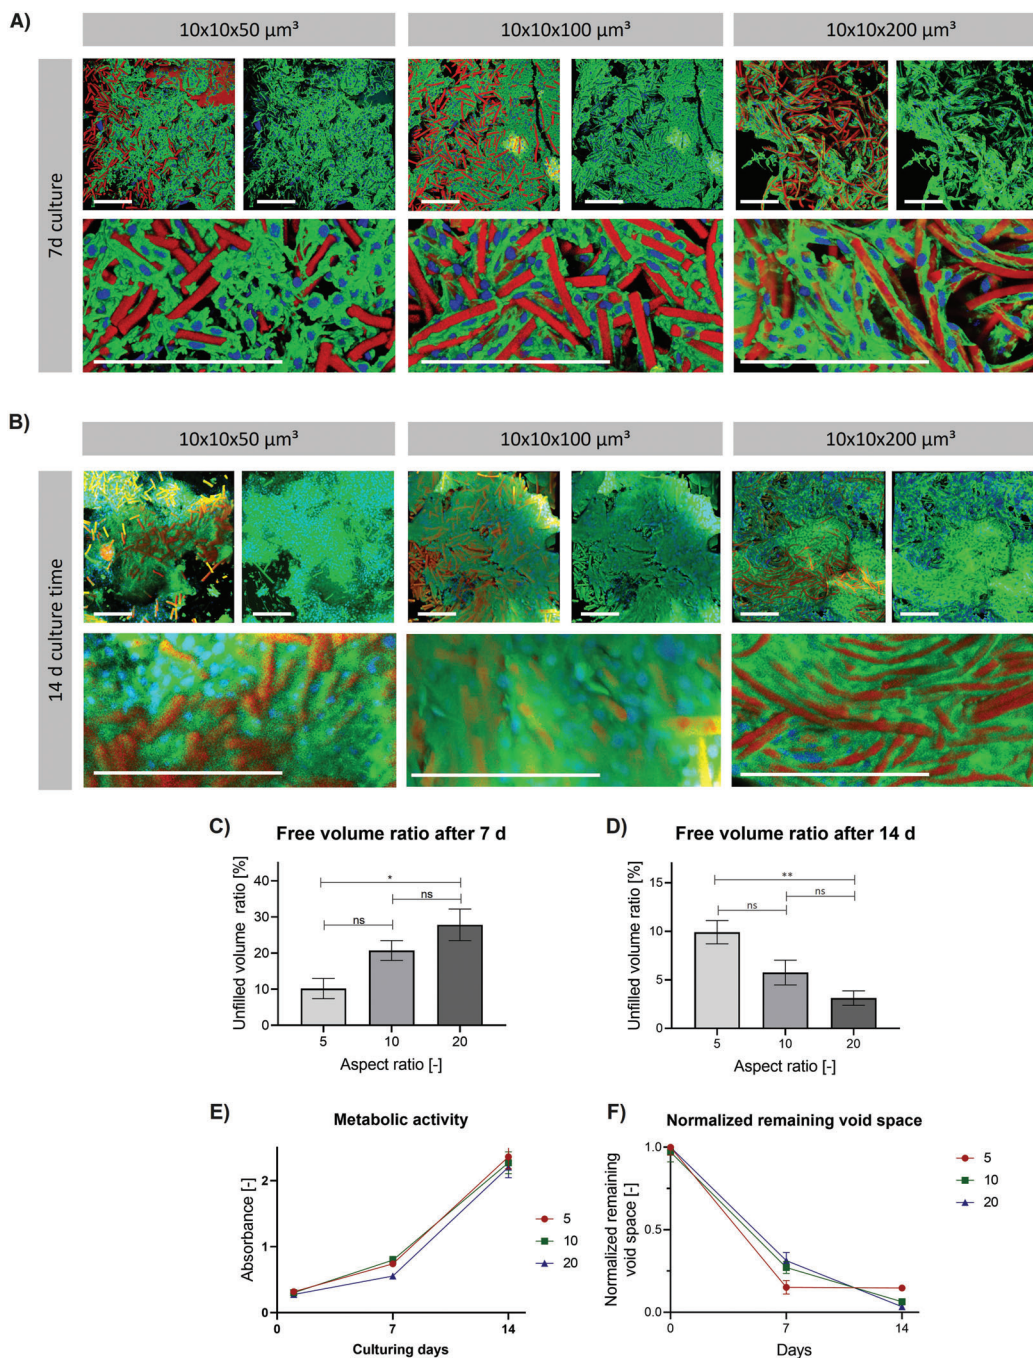 A)
10x10x50 µm³
10x10x100 µm³
10x10x200 µm³
7d culture
B)
10x10x50 µm³
10x10x100 µm³
10x10x200 µm³
14 d culture time
C)
Free volume ratio after 7 d
Unfilled volume ratio [%]
40
30
20
10
0
*
ns
ns
5
10
20
Aspect ratio [-]
D)
Free volume ratio after 14 d
Unfilled volume ratio [%]
15
10
5
0
**
ns
ns
5
10
20
Aspect ratio [-]
E)
Metabolic activity
Absorbance [-]
2
1
0
0
7
14
Culturing days
5
10
20
F)
Normalized remaining void space
Normalized remaining
void space [-]
1.0
0.5
0.0
0
7
14
Days
5
10
20